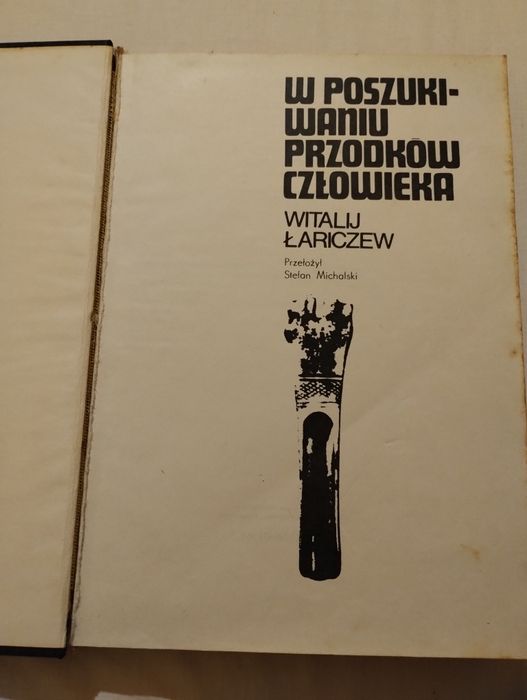 W POSZUKI-
WANIU
PRZODKÓW
CZŁOWIEKA
WITALIJ
ŁARICZEW
Przełożył
Stefan Michalski